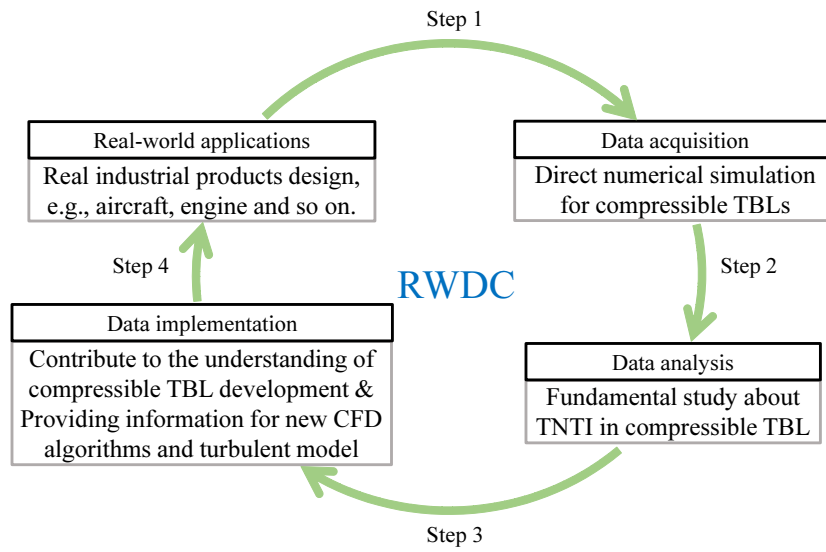 Step 1
Real-world applications
Real industrial products design,
e.g., aircraft, engine and so on.
Data acquisition
Direct numerical simulation
for compressible TBLs
Step 4
RWDC
Step 2
Data implementation
Contribute to the understanding of
compressible TBL development &
Providing information for new CFD
algorithms and turbulent model
Data analysis
Fundamental study about
TNTI in compressible TBL
Step 3